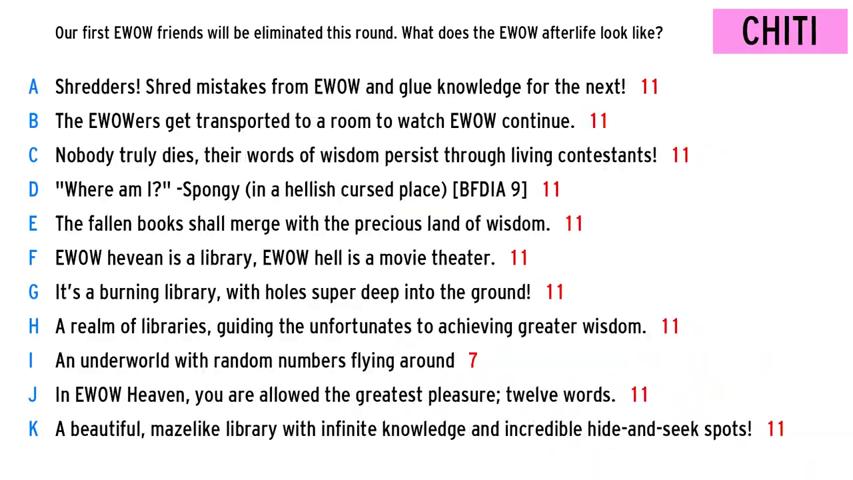 Our first EWOW friends will be eliminated this round. What does the EWOW afterlife look like?
CHITI
A Shredders! Shred mistakes from EWOW and glue knowledge for the next! 11
B The EWOWers get transported to a room to watch EWOW continue. 11
C Nobody truly dies, their words of wisdom persist through living contestants! 11
D "Where am I?" -Spongy (in a hellish cursed place) [BFDIA 9] 11
E The fallen books shall merge with the precious land of wisdom. 11
F EWOW hevean is a library, EWOW hell is a movie theater. 11
G It's a burning library, with holes super deep into the ground! 11
H A realm of libraries, guiding the unfortunates to achieving greater wisdom. 11
I An underworld with random numbers flying around 7
J In EWOW Heaven, you are allowed the greatest pleasure; twelve words. 11
K A beautiful, mazelike library with infinite knowledge and incredible hide-and-seek spots! 11